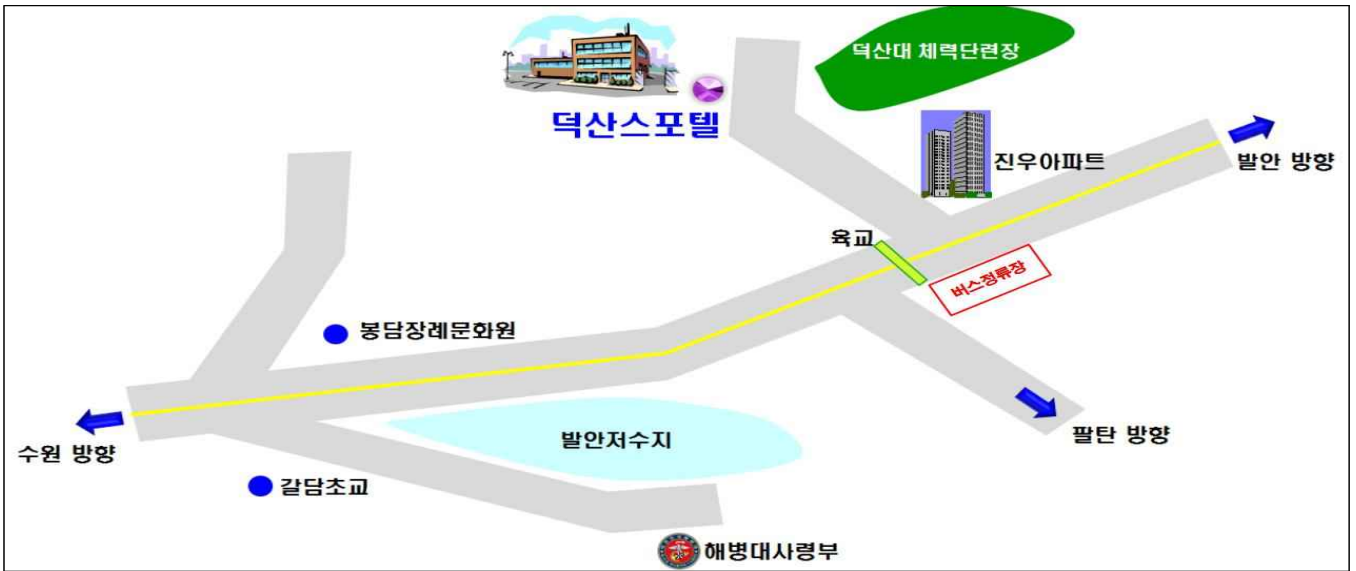 덕산대 체력단련장
덕산스포텔
진우아파트
발안 방향
육교
버스정류장
봉담장례문화원
발안저수지
수원 방향
팔탄 방향
갈담초교
해병대사령부